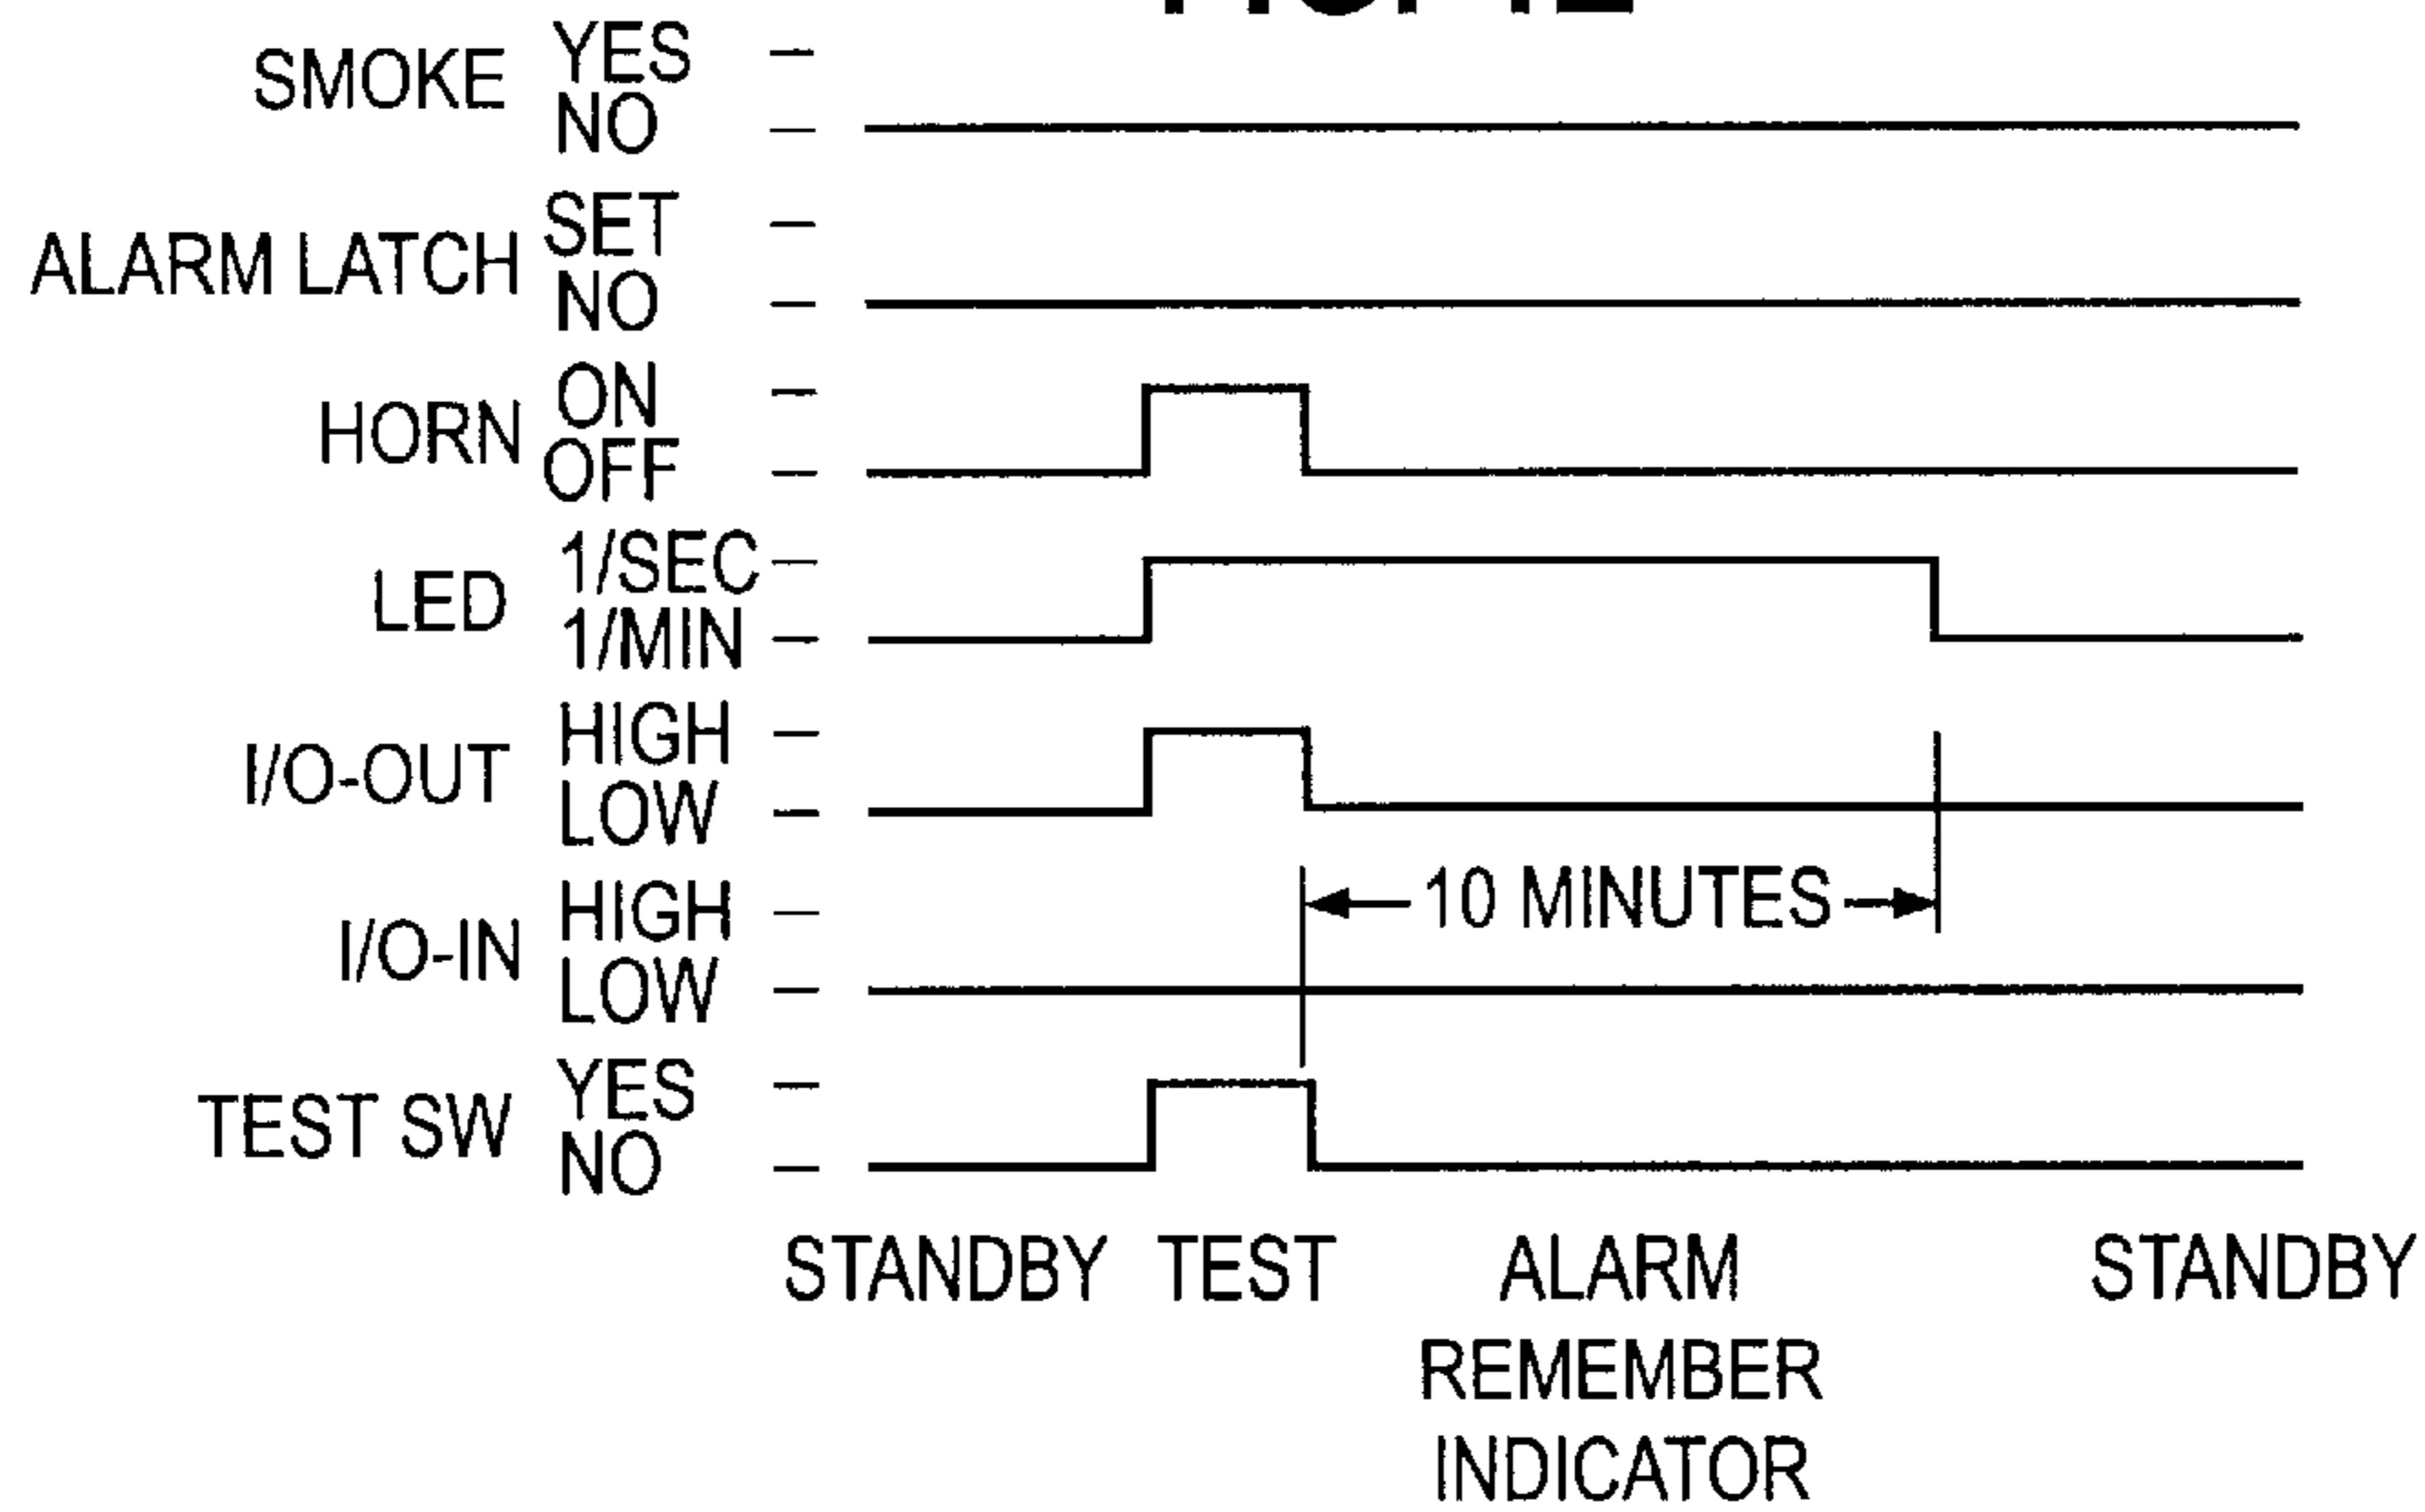 SMOKE YES
NO
ALARM LATCH SET
NO
HORN ON
OFF
LED 1/SEC
1/MIN
I/O-OUT HIGH
LOW
10 MINUTES
I/O-IN HIGH
LOW
TEST SW YES
NO
STANDBY TEST ALARM STANDBY
REMEMBER
INDICATOR